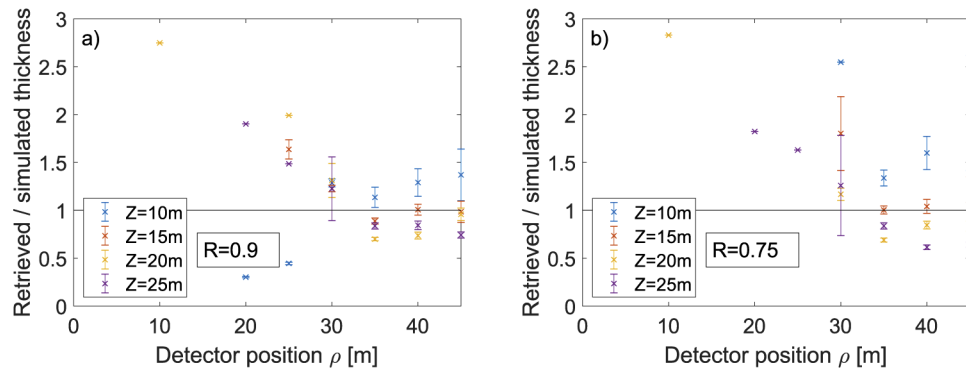 a)
Retrieved / simulated thickness
3
2.5
2
1.5
1
0.5
0
Z=10m
Z=15m
Z=20m
Z=25m
R=0.9
0 10 20 30 40
Detector position ρ [m]
b)
Retrieved / simulated thickness
3
2.5
2
1.5
1
0.5
0
Z=10m
Z=15m
Z=20m
Z=25m
R=0.75
0 10 20 30 40
Detector position ρ [m]